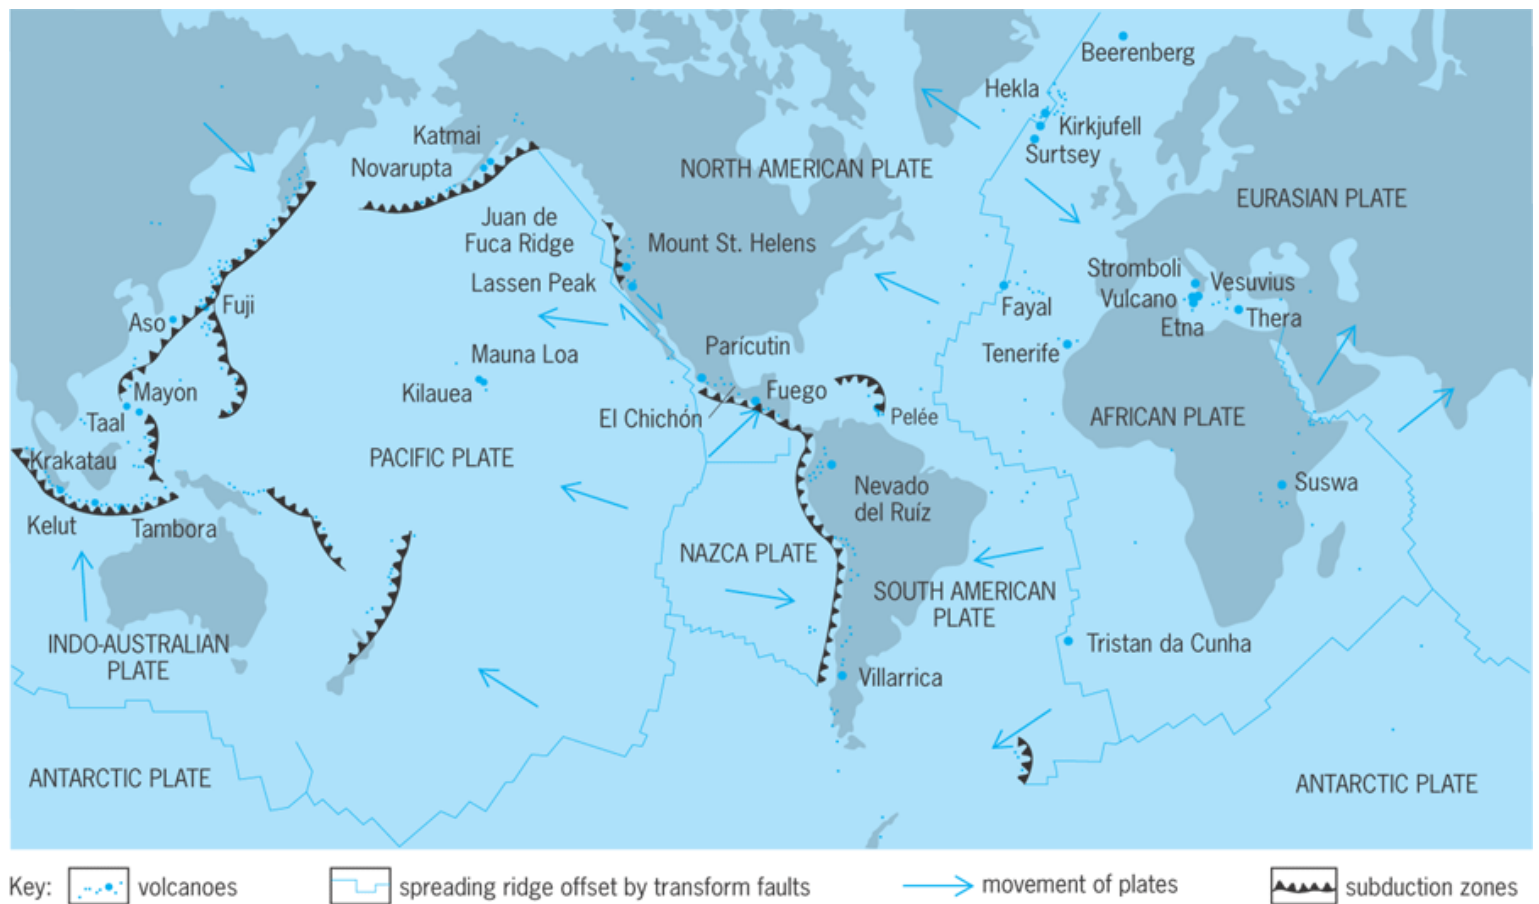 Beerenberg
Hekla
Kirkjufell
Surtsey
Katmai
Novarupta
NORTH AMERICAN PLATE
EURASIAN PLATE
Juan de
Fuca Ridge
Mount St. Helens
Lassen Peak
Stromboli
Vesuvius
Vulcano
Etna
Thera
Fayal
Fuji
Aso
Tenerife
Parícutin
Mauna Loa
Kilauea
Mayon
Taal
Fuego
El Chichón
Pelée
AFRICAN PLATE
Krakatau
PACIFIC PLATE
Nevado
del Ruíz
Suswa
Kelut
Tambora
NAZCA PLATE
SOUTH AMERICAN
PLATE
INDO-AUSTRALIAN
PLATE
Tristan da Cunha
Villarrica
ANTARCTIC PLATE
ANTARCTIC PLATE
Key:
volcanoes
spreading ridge offset by transform faults
movement of plates
subduction zones